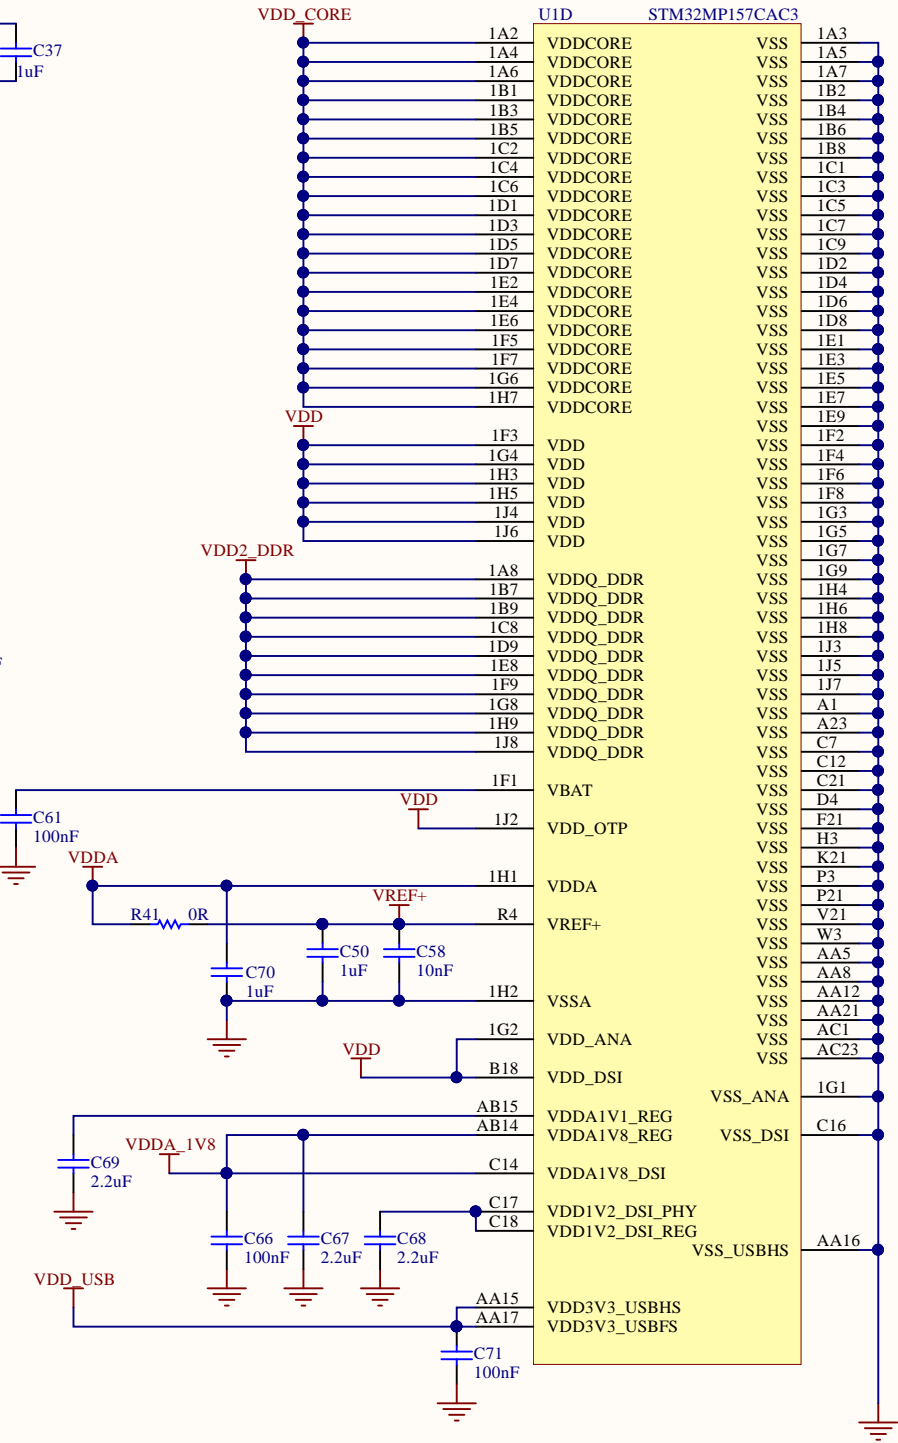 C37
1uF
VDD_CORE
U1D STM32MP157CAC3
1A2 VDDCORE VSS 1A3
1A4 VDDCORE VSS 1A5
1A6 VDDCORE VSS 1A7
1B1 VDDCORE VSS 1B2
1B3 VDDCORE VSS 1B4
1B5 VDDCORE VSS 1B6
1C2 VDDCORE VSS 1B8
1C4 VDDCORE VSS 1C1
1C6 VDDCORE VSS 1C3
1D1 VDDCORE VSS 1C5
1D3 VDDCORE VSS 1C7
1D5 VDDCORE VSS 1C9
1D7 VDDCORE VSS 1D2
1E2 VDDCORE VSS 1D4
1E4 VDDCORE VSS 1D6
1E6 VDDCORE VSS 1D8
1F5 VDDCORE VSS 1E1
1F7 VDDCORE VSS 1E3
1G6 VDDCORE VSS 1E5
1H7 VDDCORE VSS 1E7
VDD
VSS 1E9
1F3 VDD VSS 1F2
1G4 VDD VSS 1F4
1H3 VDD VSS 1F6
1H5 VDD VSS 1F8
1J4 VDD VSS 1G3
1J6 VDD VSS 1G5
VDD2_DDR
VSS 1G7
1A8 VDDQ_DDR VSS 1G9
1B7 VDDQ_DDR VSS 1H4
1B9 VDDQ_DDR VSS 1H6
1C8 VDDQ_DDR VSS 1H8
1D9 VDDQ_DDR VSS 1J3
1E8 VDDQ_DDR VSS 1J5
1F9 VDDQ_DDR VSS 1J7
1G8 VDDQ_DDR VSS A1
1H9 VDDQ_DDR VSS A23
1J8 VDDQ_DDR VSS C7
VSS C12
1F1 VBAT VSS C21
VDD
VSS D4
C61
100nF
1J2 VDD_OTP VSS F21
VSS H3
VDDA
VSS K21
1H1 VDDA VSS P3
VREF+
VSS P21
R41 0R
R4 VREF+ VSS V21
VSS W3
C50
1uF
C58
10nF
VSS AA5
C70
1uF
VSS AA8
1H2 VSSA VSS AA12
VSS AA21
1G2 VDD_ANA VSS AC1
VDD
VSS AC23
B18 VDD_DSI
VSS_ANA 1G1
AB15 VDDA1V1_REG
AB14 VDDA1V8_REG VSS_DSI C16
VDDA_1V8
C69
2.2uF
C14 VDDA1V8_DSI
C17 VDD1V2_DSI_PHY
C18 VDD1V2_DSI_REG
C66
100nF
C67
2.2uF
C68
2.2uF
VSS_USBHS AA16
VDD_USB
AA15 VDD3V3_USBHS
AA17 VDD3V3_USBFS
C71
100nF